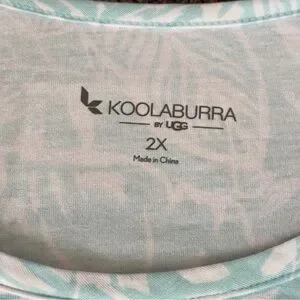 KOOLABURRA
BY UGG
2X
Made in China